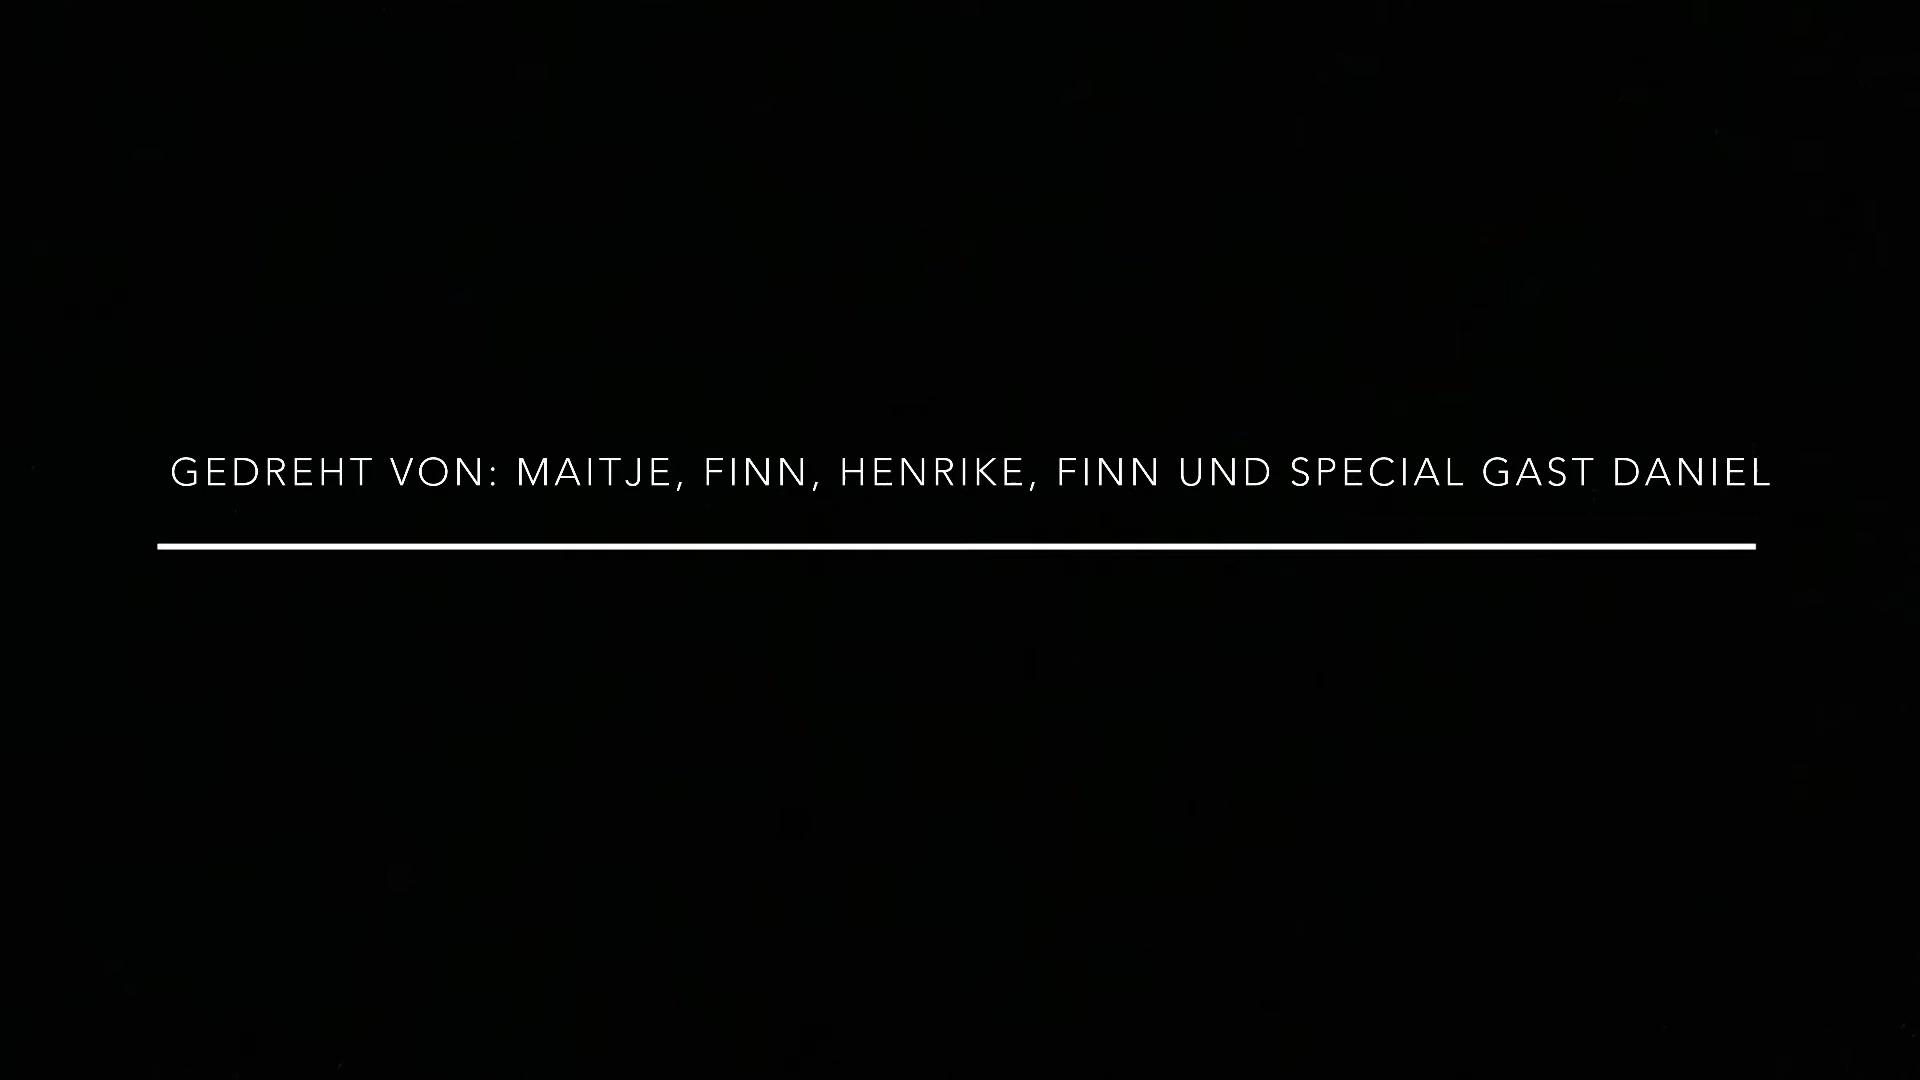 GEDREHT VON: MAITJE, FINN, HENRIKE, FINN UND SPECIAL GAST DANIEL